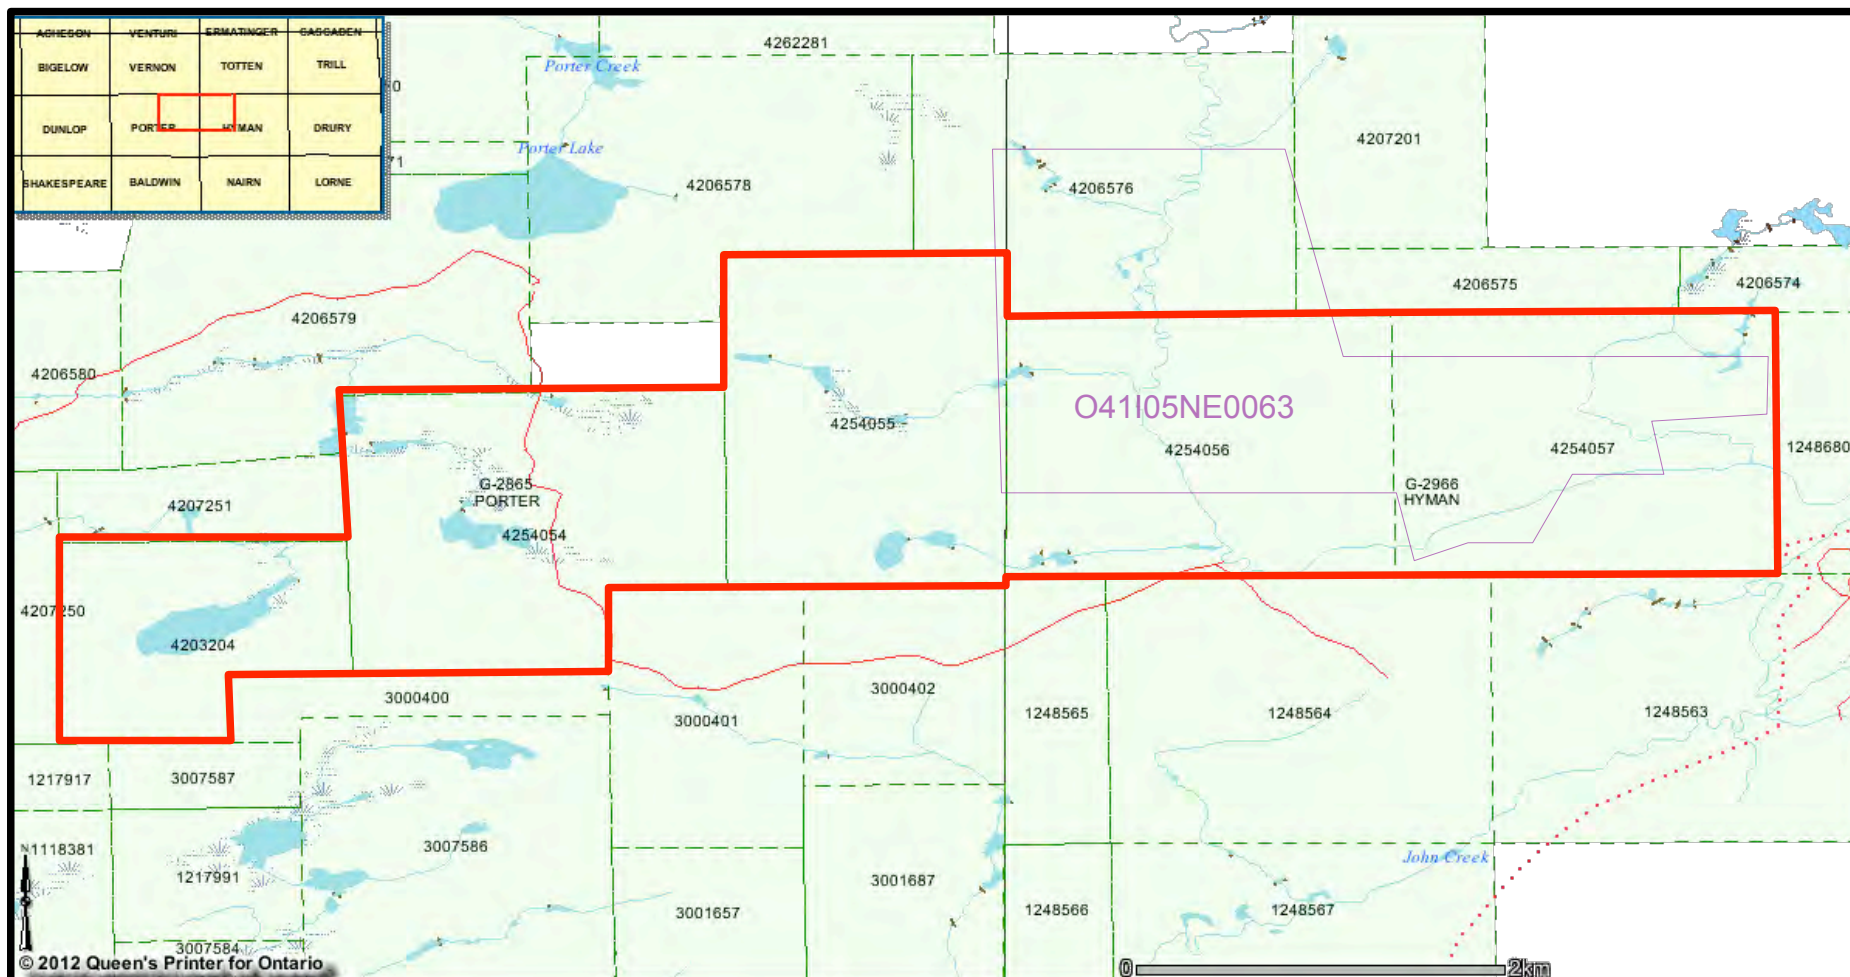 ACHESON VENTURI ERMATINGER CASCADEN
BIGELOW VERNON TOTTEN TRILL
DUNLOP PORTER HYMAN DRURY
SHAKESPEARE BALDWIN NAIRN LORNE
0
71
4262281
Porter Creek
4207201
Porter Lake
4206578
4206576
4206575
4206574
4206579
4206580
O41I05NE0063
4254055
4254056
4254057
1248680
G-2865
PORTER
G-2966
HYMAN
4207251
4254054
4207250
4203204
3000400
3000401
3000402
1248565
1248564
1248563
1217917
3007587
N
1118381
3007586
1217991
3001687
John Creek
3001657
1248566
1248567
3007584
© 2012 Queen's Printer for Ontario
0
2km